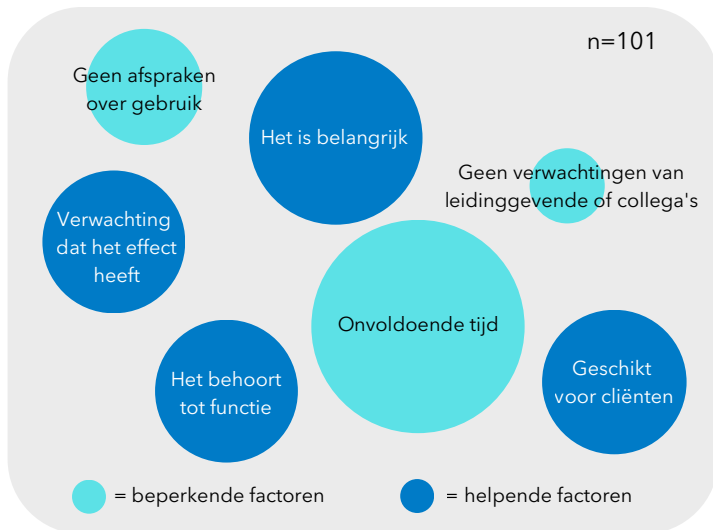 n=101
Geen afspraken
over gebruik
Het is belangrijk
Geen verwachtingen van
leidinggevende of collega's
Verwachting
dat het effect
heeft
Onvoldoende tijd
Het behoort
tot functie
Geschikt
voor cliënten
= beperkende factoren
= helpende factoren